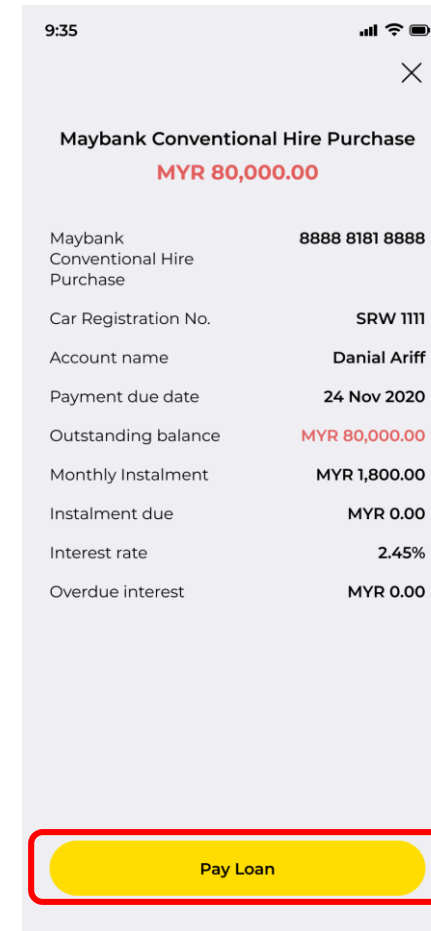 9:35
Maybank Conventional Hire Purchase
MYR 80,000.00
Maybank 8888 8181 8888
Conventional Hire
Purchase
Car Registration No. SRW 1111
Account name Danial Ariff
Payment due date 24 Nov 2020
Outstanding balance MYR 80,000.00
Monthly Instalment MYR 1,800.00
Instalment due MYR 0.00
Interest rate 2.45%
Overdue interest MYR 0.00
Pay Loan